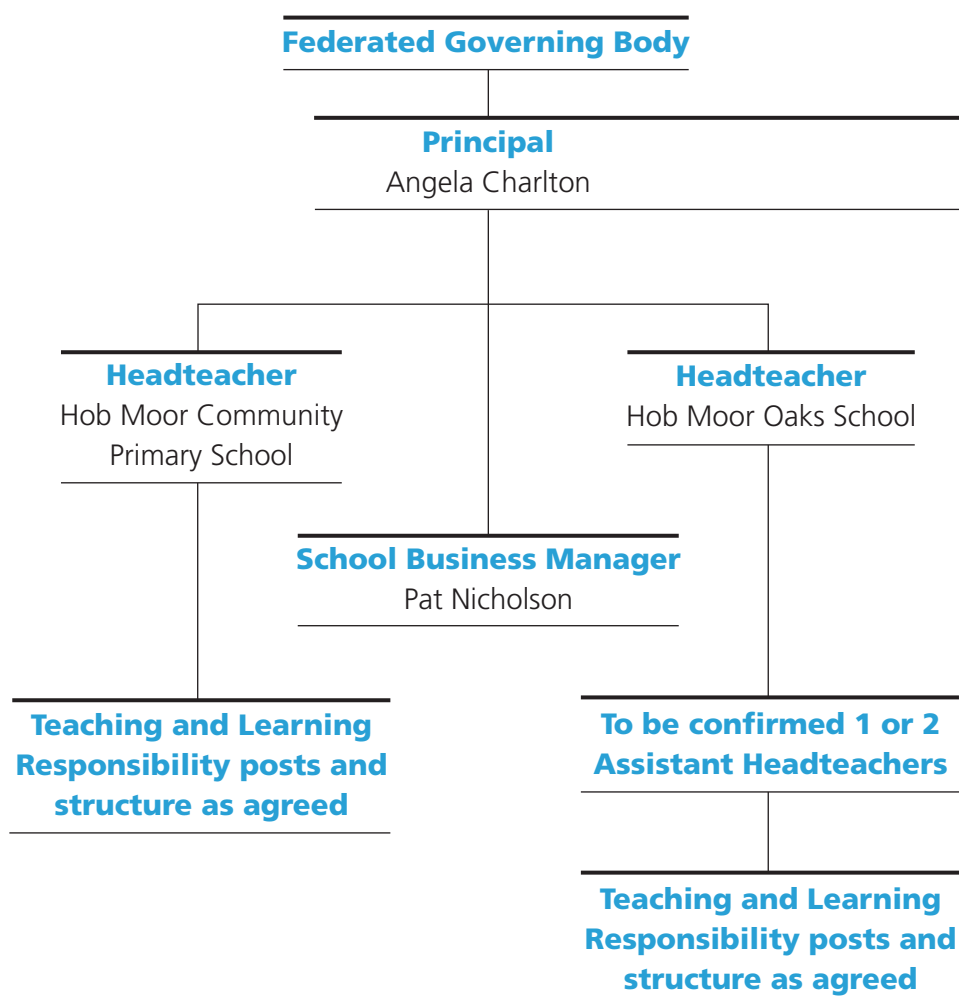 Federated Governing Body
Principal
Angela Charlton
Headteacher
Hob Moor Community
Primary School
Headteacher
Hob Moor Oaks School
School Business Manager
Pat Nicholson
Teaching and Learning
Responsibility posts and
structure as agreed
To be confirmed 1 or 2
Assistant Headteachers
Teaching and Learning
Responsibility posts and
structure as agreed